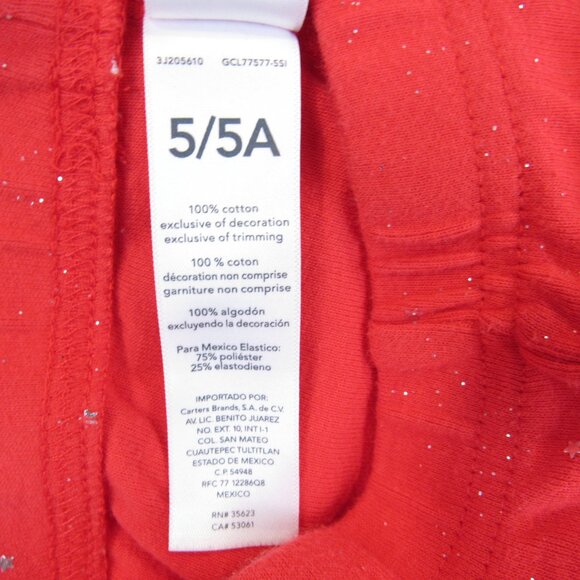 3J205610 GCL77577-SSI
5/5A
100% cotton
exclusive of decoration
exclusive of trimming
100 % coton
décoration non comprise
garniture non comprise
100% algodón
excluyendo la decoración
Para Mexico Elastico:
75% poliéster
25% elastodieno
IMPORTADO POR:
Carters Brands, S.A. de C.V.
AV. LIC. BENITO JUAREZ
NO. EXT. 10, INT I-1
COL. SAN MATEO
CUAUTEPEC TULTITLAN
ESTADO DE MEXICO
C.P. 54948
RFC 77 12286Q8
MEXICO
RN# 35623
CA# 53061